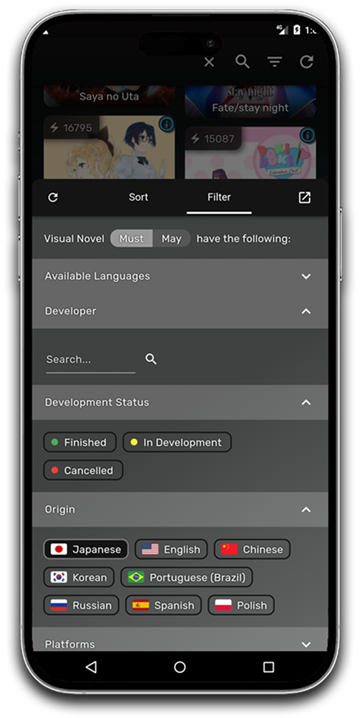 Saya no Uta
Fate/stay night
16795
15087
Sort Filter
Visual Novel Must May have the following:
Available Languages
Developer
Search...
Development Status
Finished In Development
Cancelled
Origin
Japanese English Chinese
Korean Portuguese (Brazil)
Russian Spanish Polish
Platforms